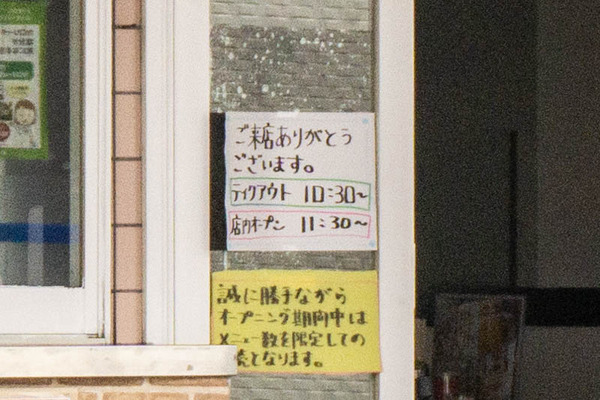 ご来店ありがとう
ございます。
テイクアウト 10:30～
店内オープン 11:30～
誠に勝手ながら
オープニング期間中は
メニュー数を限定しての
売となります。